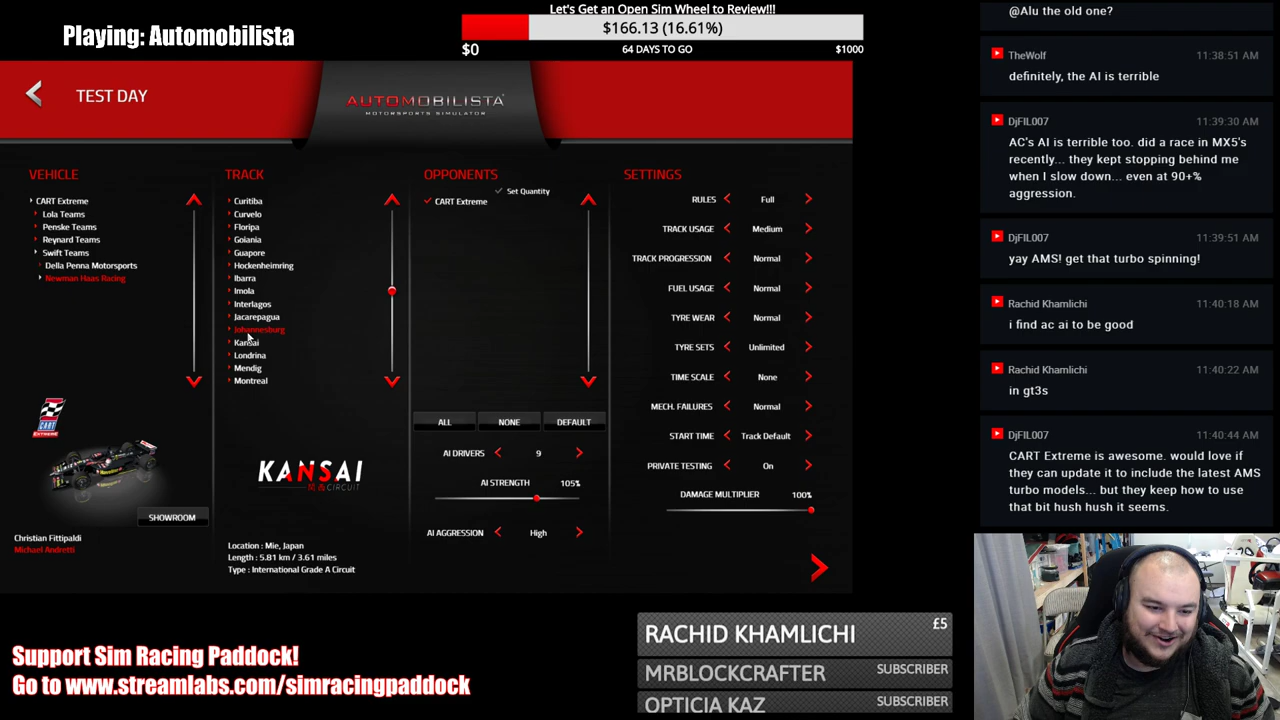 Playing: Automobilista
Let's Get an Open Sim Wheel to Review!!!
$166.13 (16.61%)
$0
64 DAYS TO GO
$1000
TEST DAY
AUTOMOBILISTA
MOTORSPORTS SIMULATOR
VEHICLE
CART Extreme
Lola Teams
Penske Teams
Reynard Teams
Swift Teams
Della Penna Motorsports
Newman Haas Racing
CART
EXTREME
SHOWROOM
Christian Fittipaldi
Michael Andretti
TRACK
Curitiba
Curvelo
Floripa
Goiania
Guapore
Hockenheimring
Ibarra
Imola
Interlagos
Jacarepagua
Johannesburg
Kansai
Londrina
Mendig
Montreal
KANSAI
CIRCUIT
Location : Mie, Japan
Length : 5.81 km / 3.61 miles
Type : International Grade A Circuit
OPPONENTS
Set Quantity
CART Extreme
ALL NONE DEFAULT
AI DRIVERS 9
AI STRENGTH 105%
AI AGGRESSION High
SETTINGS
RULES Full
TRACK USAGE Medium
TRACK PROGRESSION Normal
FUEL USAGE Normal
TYRE WEAR Normal
TYRE SETS Unlimited
TIME SCALE None
MECH. FAILURES Normal
START TIME Track Default
PRIVATE TESTING On
DAMAGE MULTIPLIER 100%
@Alu the old one?
TheWolf 11:38:51 AM
definitely, the AI is terrible
DjFIL007 11:39:30 AM
AC's AI is terrible too. did a race in MX5's
recently... they kept stopping behind me
when I slow down... even at 90+%
aggression.
DjFIL007 11:39:51 AM
yay AMS! get that turbo spinning!
Rachid Khamlichi 11:40:18 AM
i find ac ai to be good
Rachid Khamlichi 11:40:22 AM
in gt3s
DjFIL007 11:40:44 AM
CART Extreme is awesome. would love if
they can update it to include the latest AMS
turbo models... but they keep how to use
that bit hush hush it seems.
Support Sim Racing Paddock!
Go to www.streamlabs.com/simracingpaddock
RACHID KHAMLICHI £5
MRBLOCKCRAFTER SUBSCRIBER
OPTICIA KAZ SUBSCRIBER